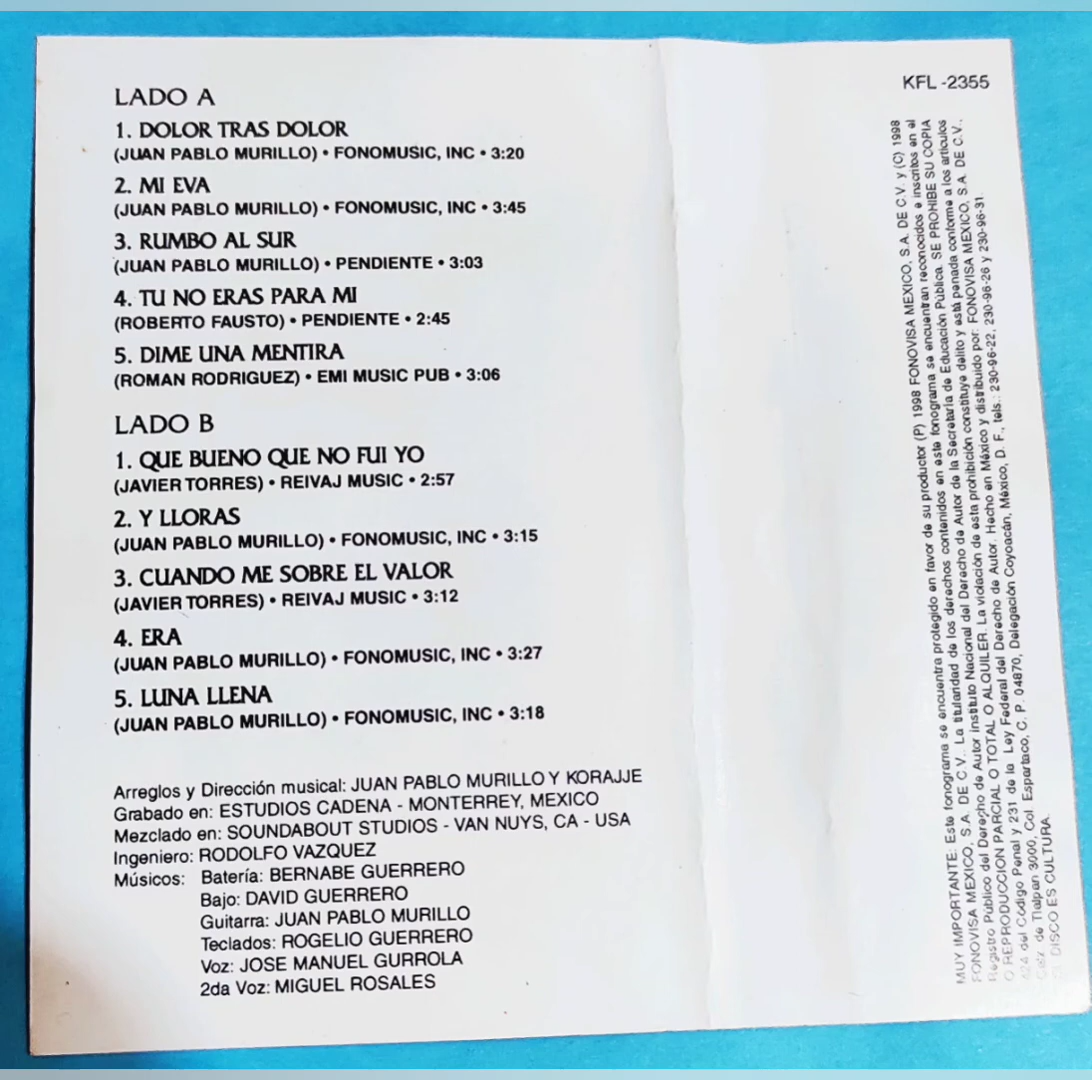 LADO A
1. DOLOR TRAS DOLOR
(JUAN PABLO MURILLO) • FONOMUSIC, INC • 3:20
2. MI EVA
(JUAN PABLO MURILLO) • FONOMUSIC, INC • 3:45
3. RUMBO AL SUR
(JUAN PABLO MURILLO) • PENDIENTE • 3:03
4. TU NO ERAS PARA MI
(ROBERTO FAUSTO) • PENDIENTE • 2:45
5. DIME UNA MENTIRA
(ROMAN RODRIGUEZ) • EMI MUSIC PUB • 3:06
LADO B
1. QUE BUENO QUE NO FUI YO
(JAVIER TORRES) • REIVAJ MUSIC • 2:57
2. Y LLORAS
(JUAN PABLO MURILLO) • FONOMUSIC, INC • 3:15
3. CUANDO ME SOBRE EL VALOR
(JAVIER TORRES) • REIVAJ MUSIC • 3:12
4. ERA
(JUAN PABLO MURILLO) • FONOMUSIC, INC • 3:27
5. LUNA LLENA
(JUAN PABLO MURILLO) • FONOMUSIC, INC • 3:18
Arreglos y Dirección musical: JUAN PABLO MURILLO Y KORAJJE
Grabado en: ESTUDIOS CADENA - MONTERREY, MEXICO
Mezclado en: SOUNDABOUT STUDIOS - VAN NUYS, CA - USA
Ingeniero: RODOLFO VAZQUEZ
Músicos: Batería: BERNABE GUERRERO
Bajo: DAVID GUERRERO
Guitarra: JUAN PABLO MURILLO
Teclados: ROGELIO GUERRERO
Voz: JOSE MANUEL GURROLA
2da Voz: MIGUEL ROSALES
KFL -2355
MUY IMPORTANTE: Este fonograma se encuentra protegido en favor de su productor (P) 1998 FONOVISA MEXICO, S.A. DE C.V. y (C) 1998
FONOVISA MEXICO, S.A. DE C.V.. La titularidad de los derechos contenidos en este fonograma se encuentran reconocidos e inscritos en el
Registro Público del Derecho de Autor instituto Nacional del Derecho de Autor de la Secretaría de Educación Pública. SE PROHIBE SU COPIA
O REPRODUCCION PARCIAL O TOTAL O ALQUILER. La violación de esta prohibición constituye delito y está penada conforme a los artículos
424 del Código Penal y 231 de la Ley Federal del Derecho de Autor. Hecho en México y distribuido por: FONOVISA MEXICO, S.A. DE C.V.,
Calz. de Tlalpan 3000, Col. Espartaco, C. P. 04870, Delegación Coyoacán, México, D. F., tels.: 230-96-22, 230-96-26 y 230-96-31.
EL DISCO ES CULTURA.